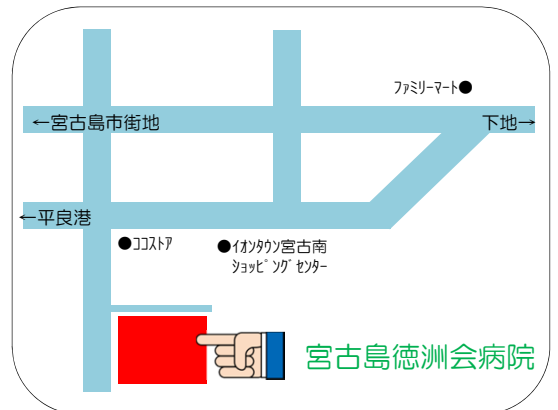 ﾌｧﾐﾘｰﾏｰﾄ●
←宮古島市街地
下地→
←平良港
●ｺｺｽﾄｱ
●ｲｵﾝﾀｳﾝ宮古南
ｼｮｯﾋﾟﾝｸﾞｾﾝﾀｰ
宮古島徳洲会病院